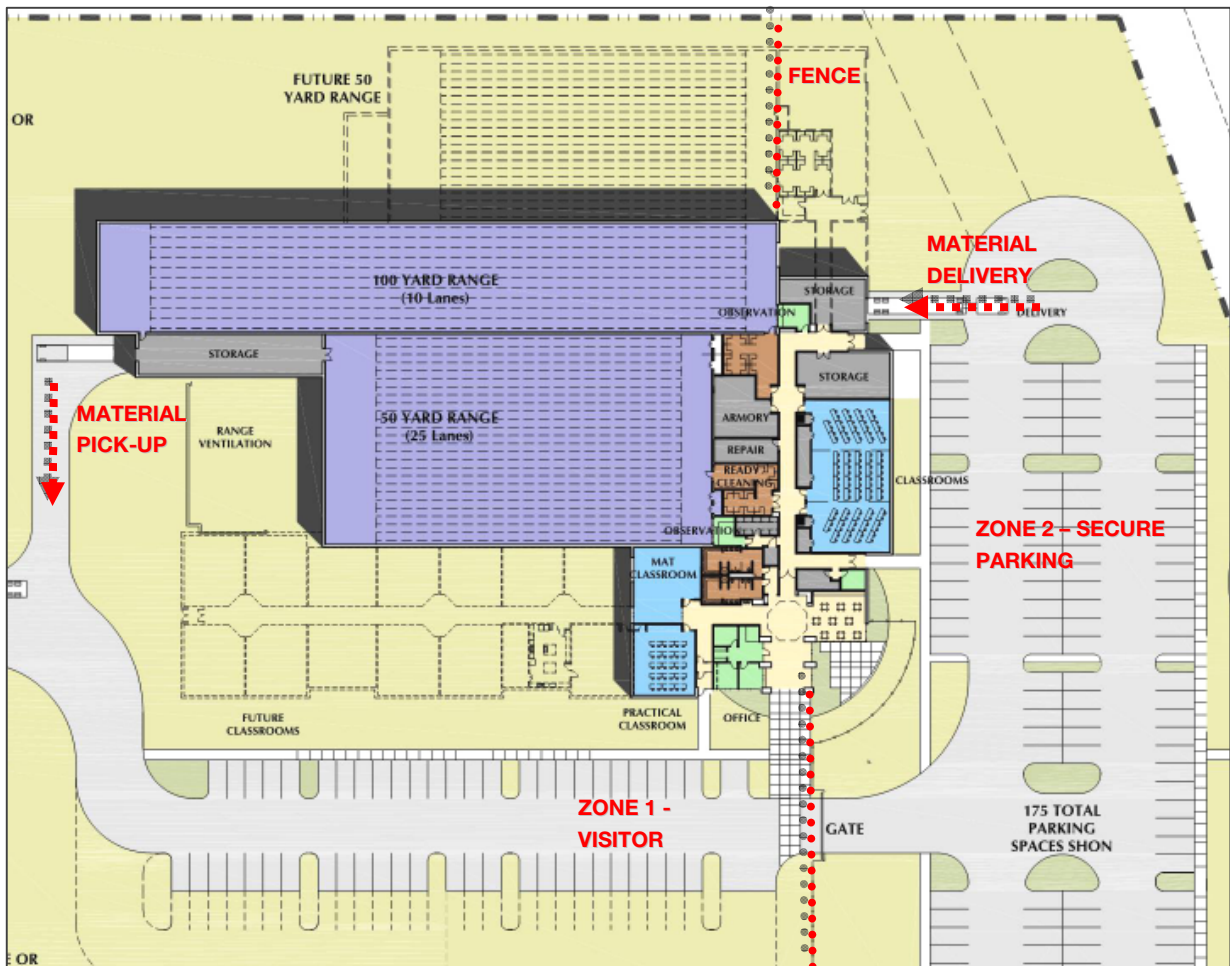 FENCE
FUTURE 50
YARD RANGE
OR
MATERIAL
DELIVERY
100 YARD RANGE
(10 Lanes)
STORAGE
OBSERVATION
DELIVERY
STORAGE
STORAGE
MATERIAL
PICK-UP
50 YARD RANGE
(25 Lanes)
ARMORY
RANGE
VENTILATION
REPAIR
READY
CLEANING
CLASSROOMS
OBSERVATION
ZONE 2 – SECURE
PARKING
MAT
CLASSROOM
FUTURE
CLASSROOMS
PRACTICAL
CLASSROOM
OFFICE
ZONE 1 -
VISITOR
GATE
175 TOTAL
PARKING
SPACES SHON
OR